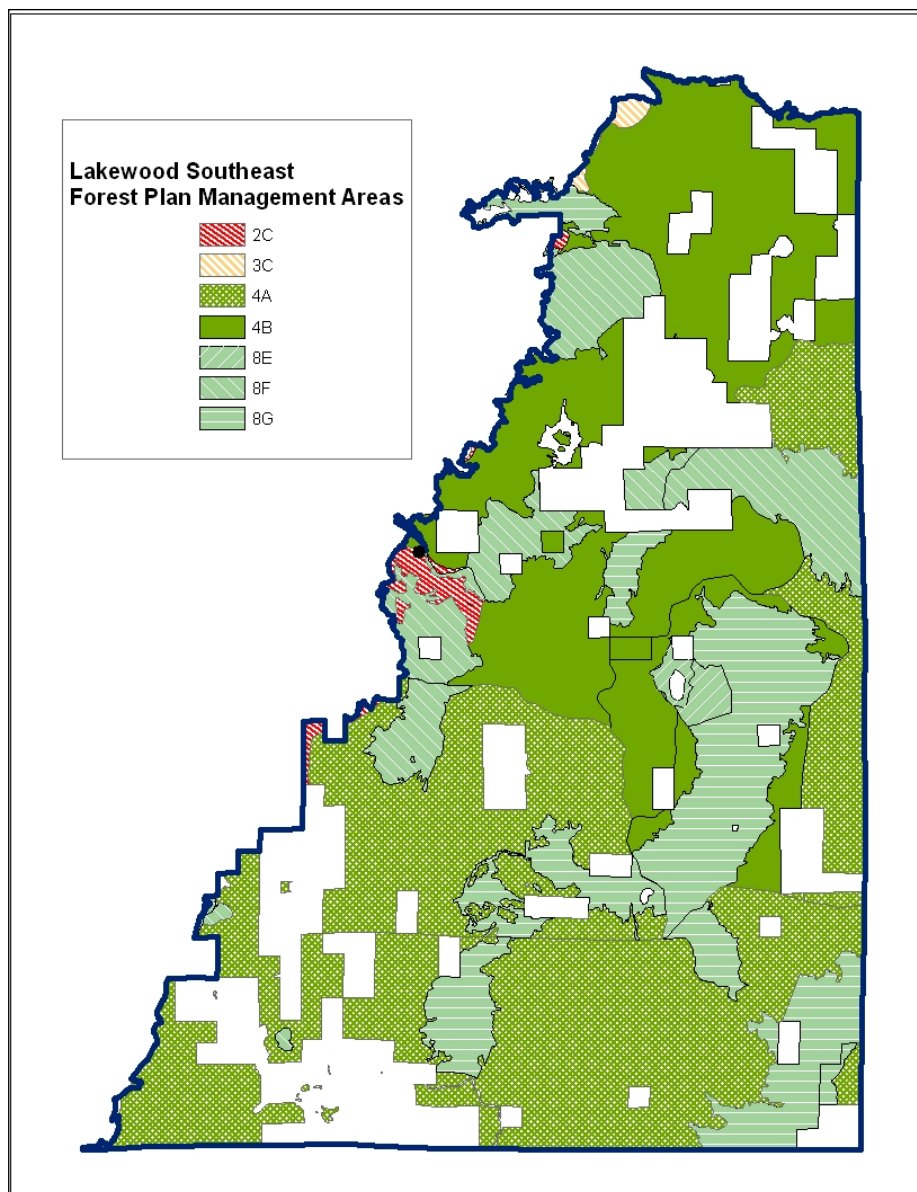 Lakewood Southeast
Forest Plan Management Areas
2C
3C
4A
4B
8E
8F
8G